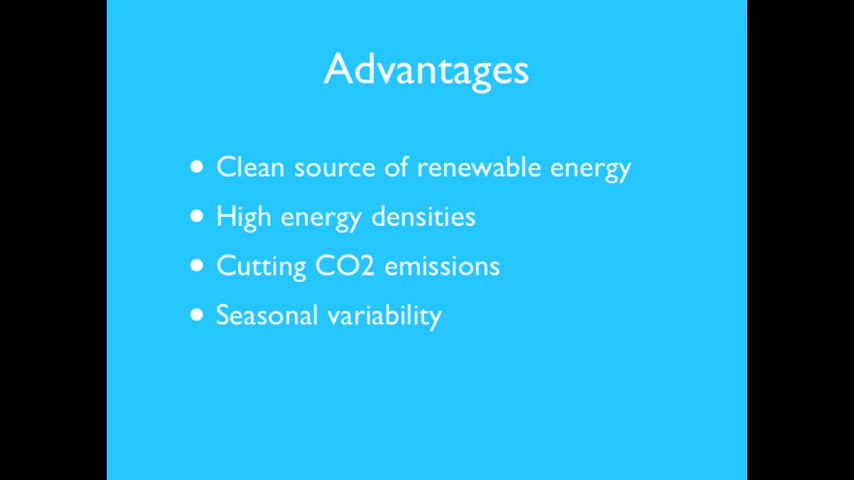 Advantages
• Clean source of renewable energy
• High energy densities
• Cutting CO2 emissions
• Seasonal variability